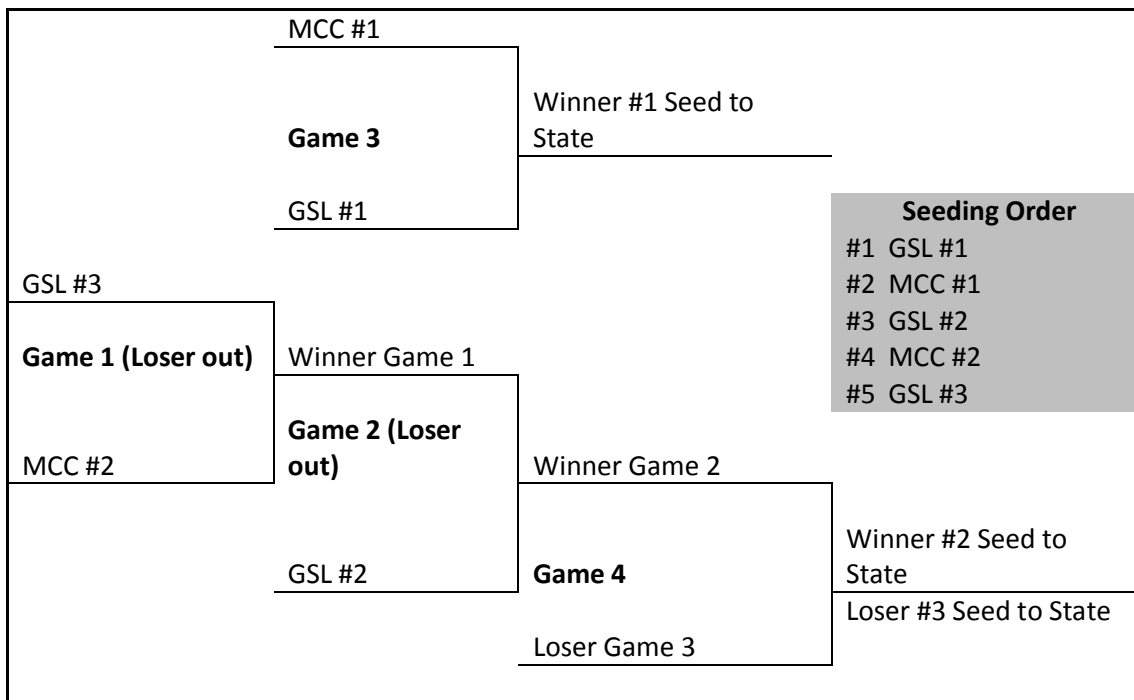 MCC #1
Winner #1 Seed to
State
Game 3
GSL #1
Seeding Order
#1 GSL #1
#2 MCC #1
#3 GSL #2
#4 MCC #2
#5 GSL #3
GSL #3
Game 1 (Loser out)
Winner Game 1
Game 2 (Loser
out)
MCC #2
Winner Game 2
GSL #2
Game 4
Winner #2 Seed to
State
Loser #3 Seed to State
Loser Game 3